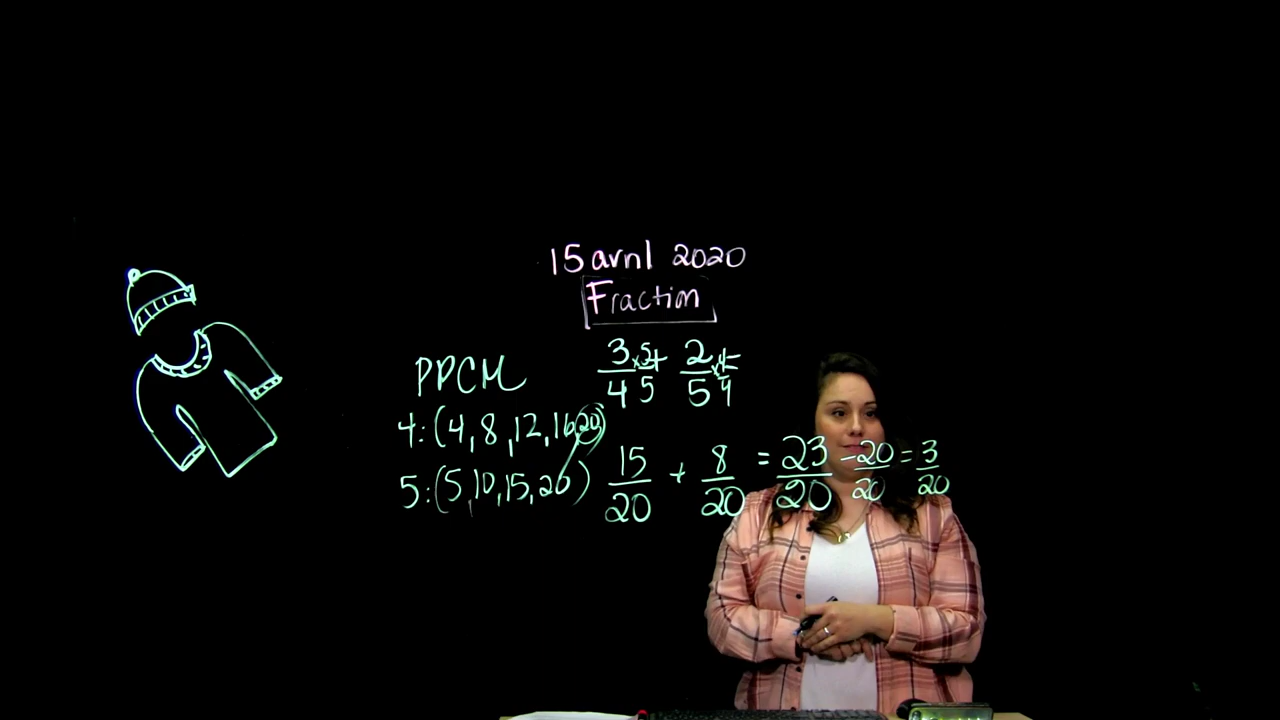 15 avril 2020
Fraction
PPCM
3/4 × 5/5 + 2/5 × 4/4
4: (4, 8, 12, 16, 20)
5: (5, 10, 15, 20)
15/20 + 8/20 = 23/20 - 20/20 = 3/20